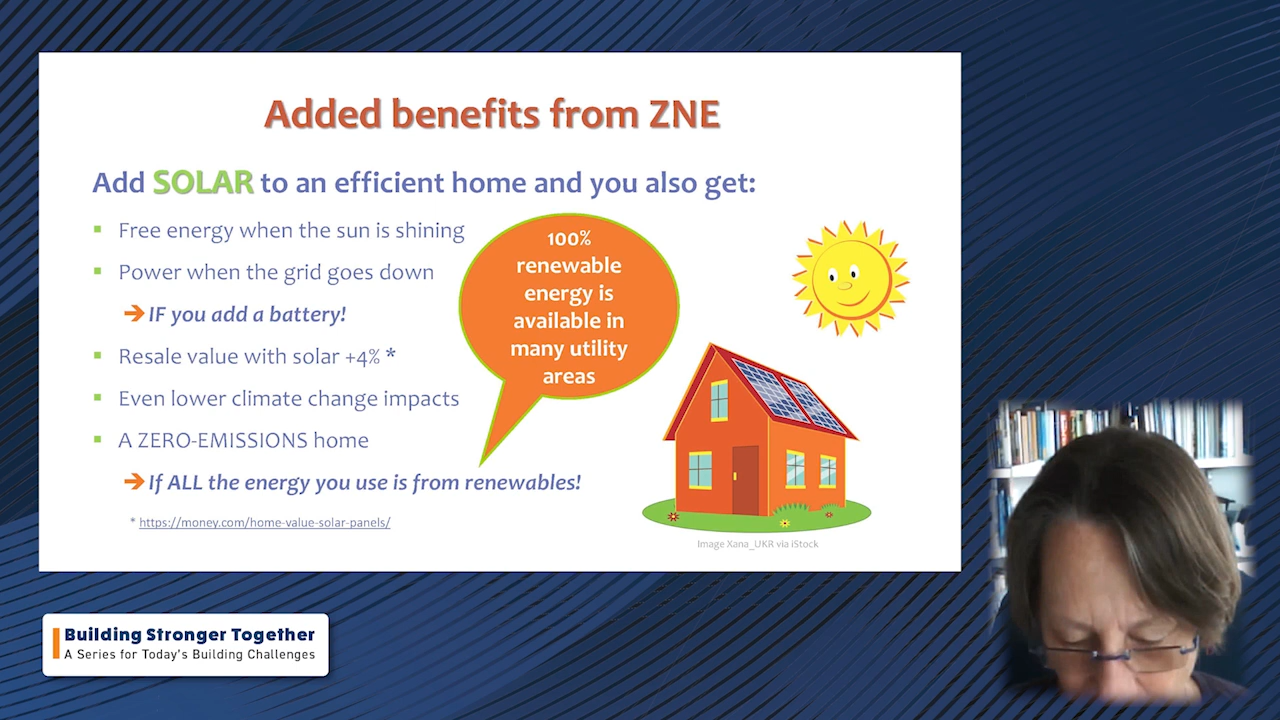 Added benefits from ZNE
Add SOLAR to an efficient home and you also get:
Free energy when the sun is shining
Power when the grid goes down
IF you add a battery!
Resale value with solar +4% *
Even lower climate change impacts
A ZERO-EMISSIONS home
If ALL the energy you use is from renewables!
* https://money.com/home-value-solar-panels/
100%
renewable
energy is
available in
many utility
areas
Image Xana_UKR via iStock
Building Stronger Together
A Series for Today's Building Challenges